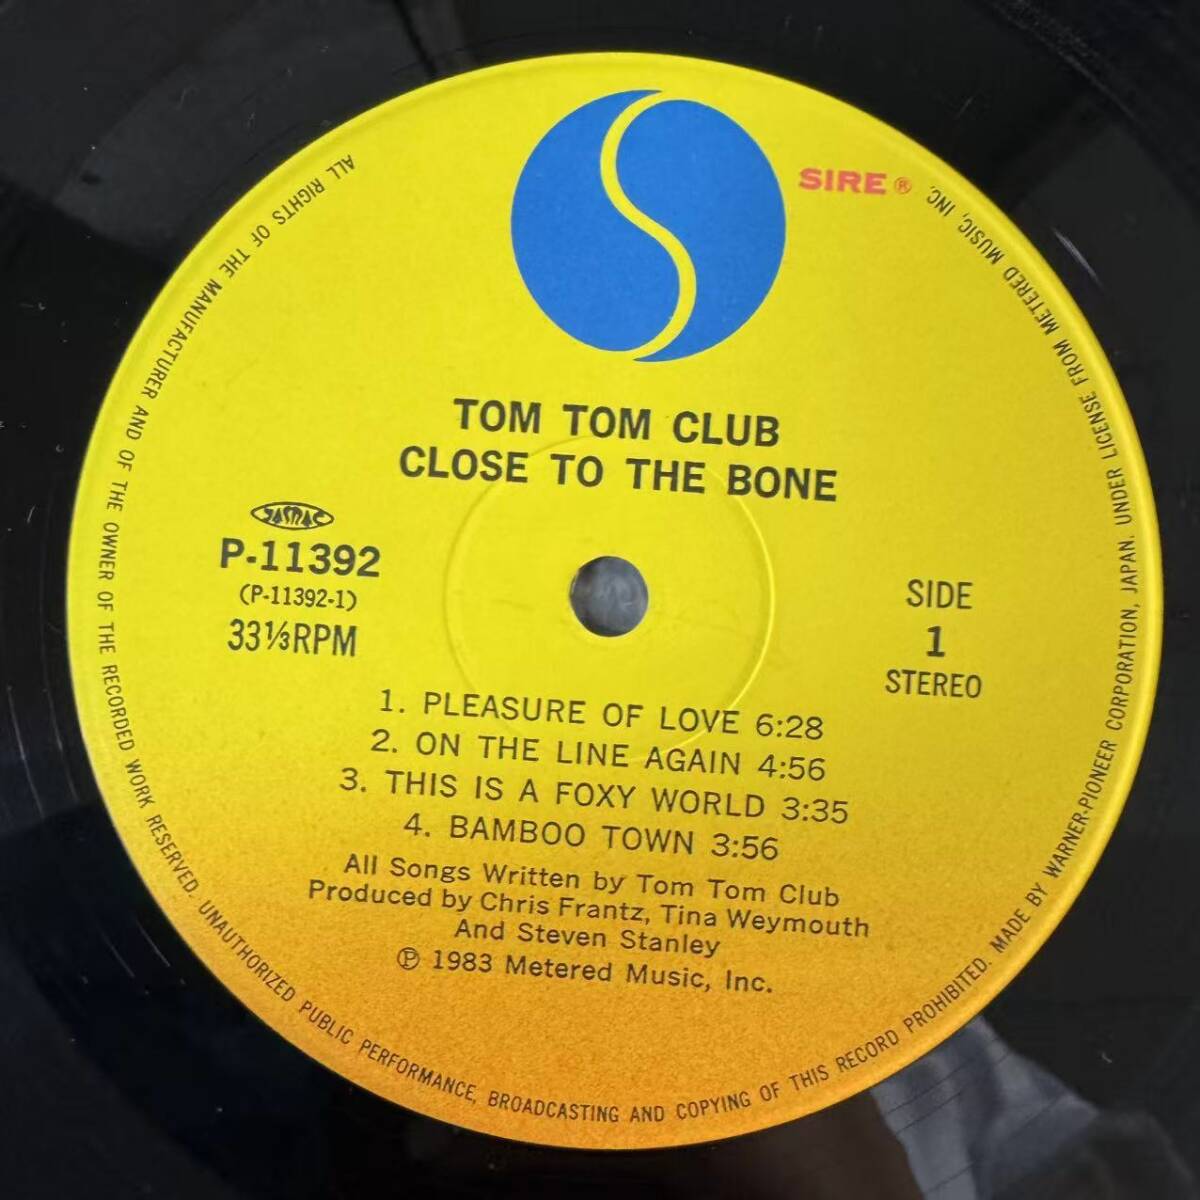 SIRE ®
TOM TOM CLUB
CLOSE TO THE BONE
JASRAC
P-11392
(P-11392-1)
33⅓RPM
SIDE
1
STEREO
1. PLEASURE OF LOVE 6:28
2. ON THE LINE AGAIN 4:56
3. THIS IS A FOXY WORLD 3:35
4. BAMBOO TOWN 3:56
All Songs Written by Tom Tom Club
Produced by Chris Frantz, Tina Weymouth
And Steven Stanley
℗ 1983 Metered Music, Inc.
ALL RIGHTS OF THE MANUFACTURER AND OF THE OWNER OF THE RECORDED WORK RESERVED. UNAUTHORIZED PUBLIC PERFORMANCE, BROADCASTING AND COPYING OF THIS RECORD PROHIBITED. MADE BY WARNER-PIONEER CORPORATION, JAPAN. UNDER LICENSE FROM METERED MUSIC, INC.